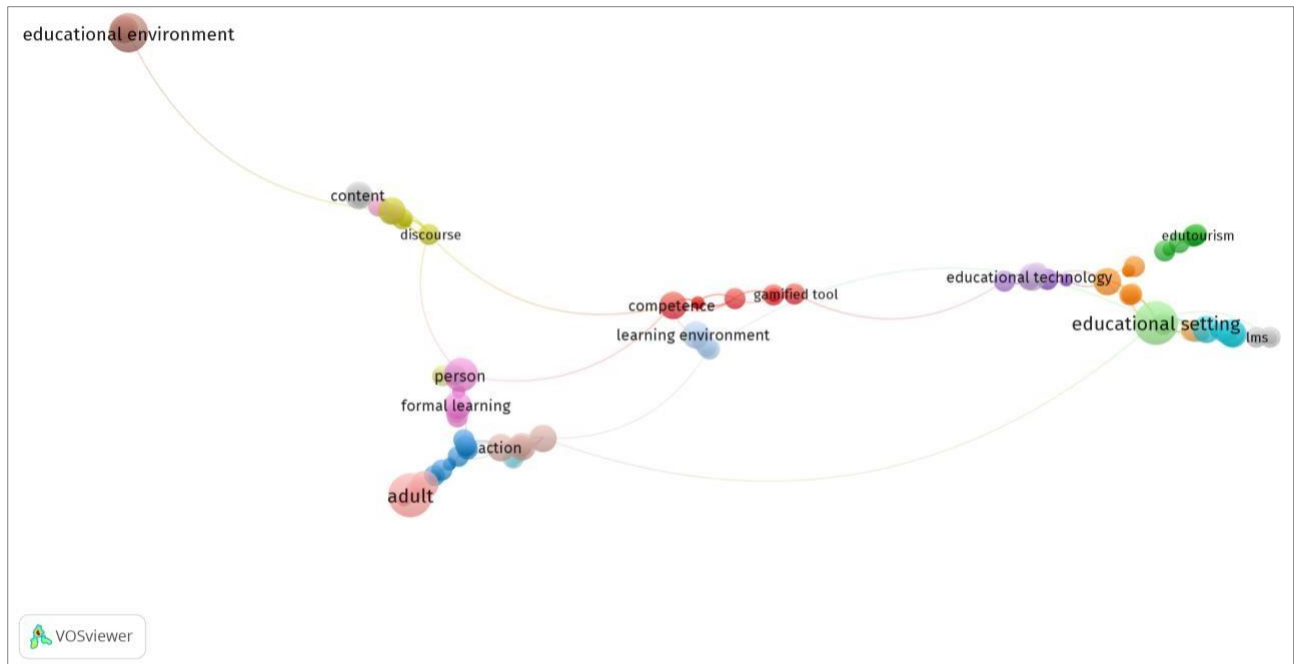 educational environment
content
discourse
edutourism
educational technology
gamified tool
competence
educational setting
learning environment
lms
person
formal learning
action
adult
VOSviewer